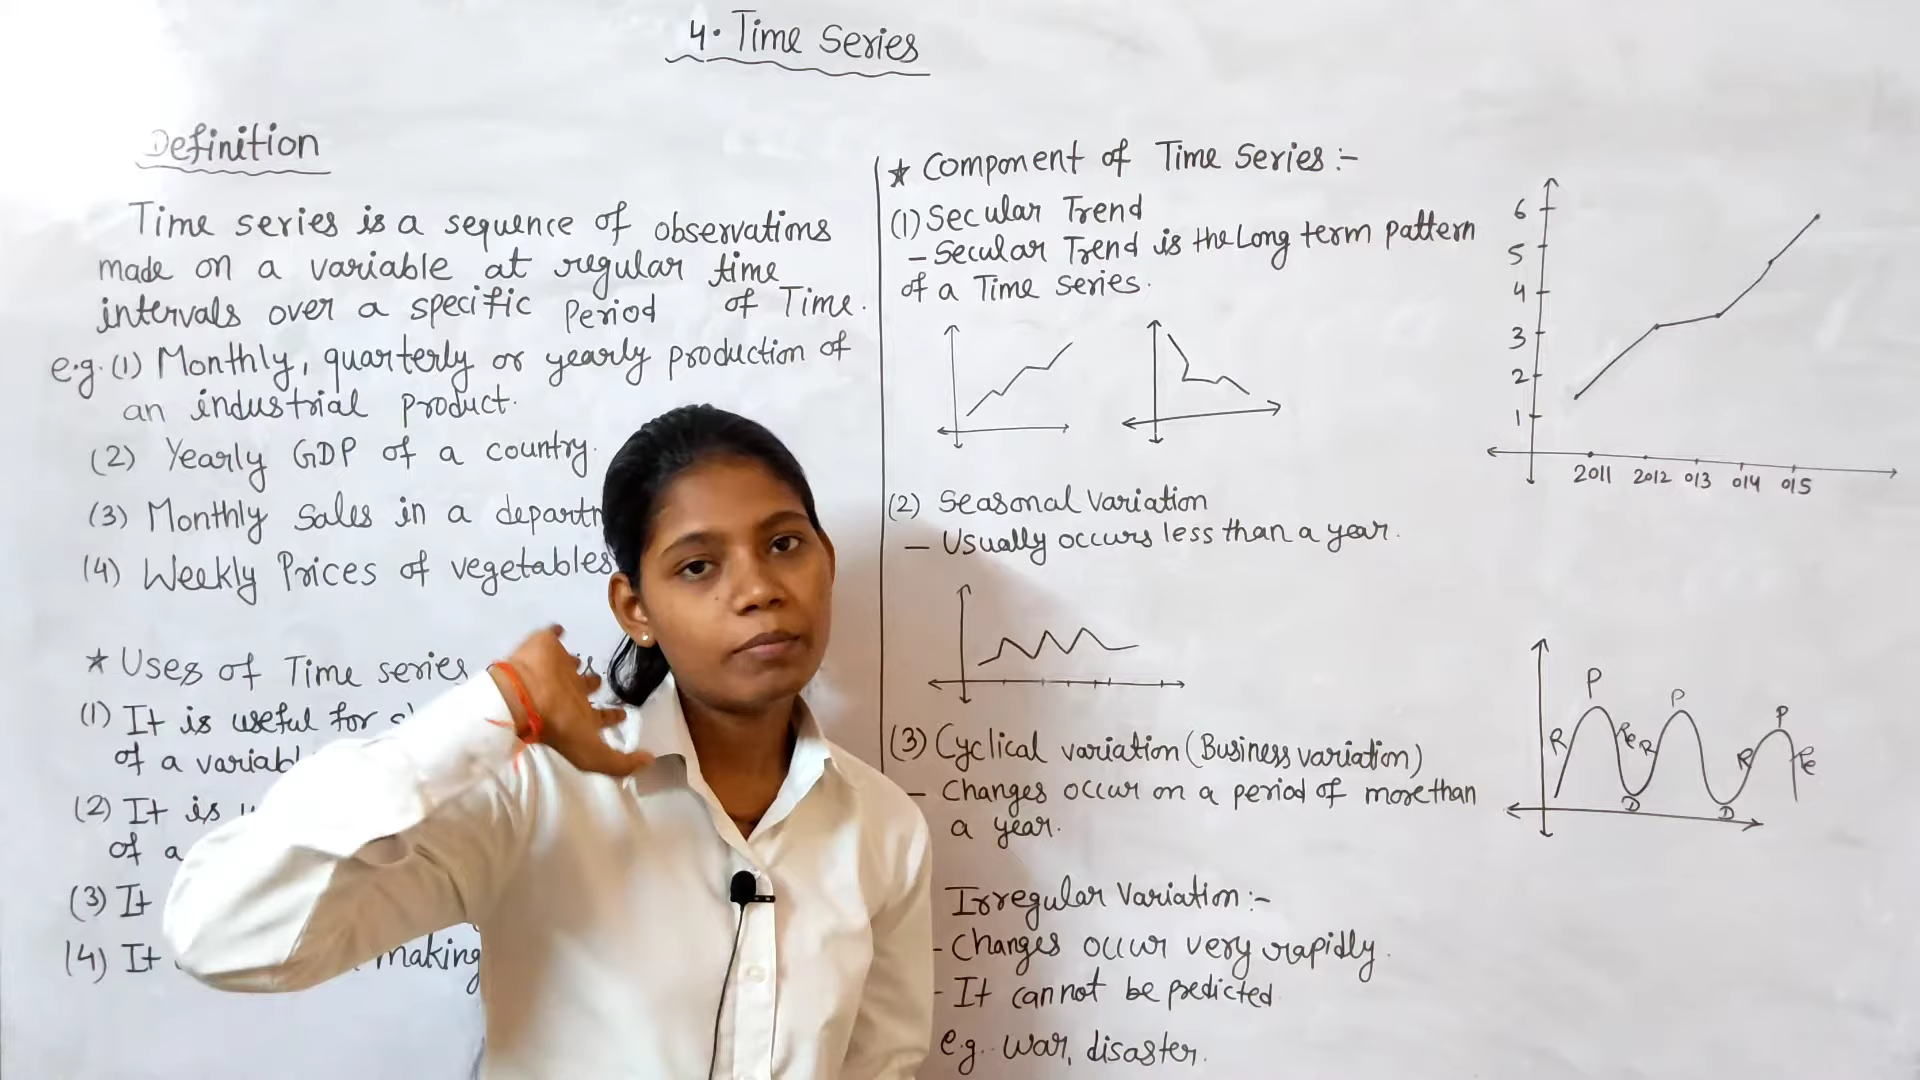 4. Time Series
Definition
Time series is a sequence of observations
made on a variable at regular time
intervals over a specific Period of Time.
e.g. (1) Monthly, quarterly or yearly production of
an industrial product.
(2) Yearly GDP of a country.
(3) Monthly Sales in a
(4) Weekly Prices of vegetables
* Uses of Time series
(1) It is useful for
of a
(2) It is
of a
(3) It
(4) It making
* Component of Time Series :-
(1) Secular Trend
- Secular Trend is the Long term pattern
of a Time series.
(2) Seasonal Variation
- Usually occurs less than a year.
(3) Cyclical variation (Business variation)
- Changes occur on a period of more than
a year.
Irregular Variation :-
- Changes occur very rapidly.
- It cannot be predicted
e.g. war, disaster.
6
5
4
3
2
1
2011 2012 013 014 015
P P P
R Re R R Re
D D